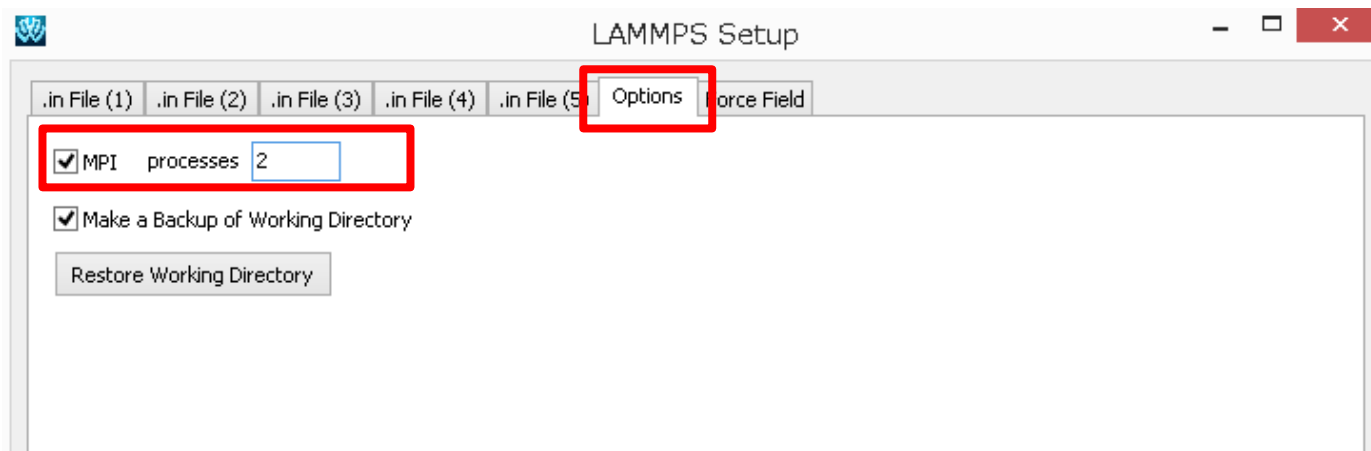 LAMMPS Setup
.in File (1) .in File (2) .in File (3) .in File (4) .in File (5) Options Force Field
MPI processes 2
Make a Backup of Working Directory
Restore Working Directory